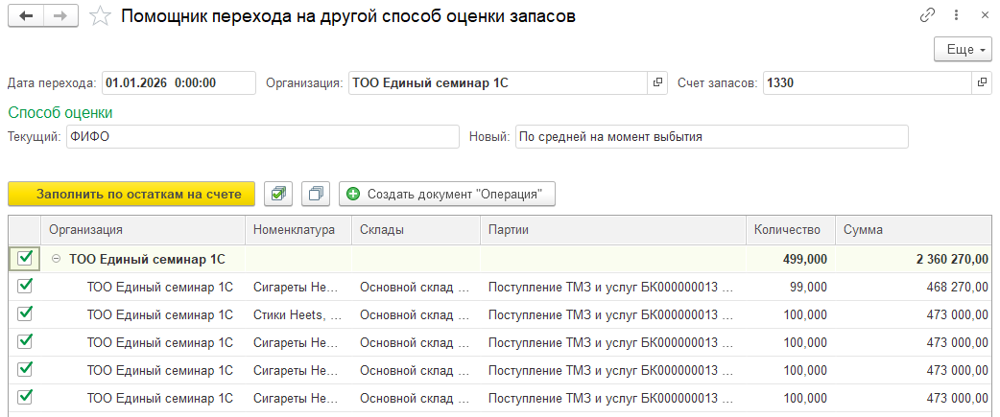 Помощник перехода на другой способ оценки запасов
Еще
Дата перехода: 01.01.2026 0:00:00 Организация: ТОО Единый семинар 1С Счет запасов: 1330
Способ оценки
Текущий: ФИФО Новый: По средней на момент выбытия
Заполнить по остаткам на счете Создать документ "Операция"
Организация Номенклатура Склады Партии Количество Сумма
ТОО Единый семинар 1С 499,000 2 360 270,00
ТОО Единый семинар 1С Сигареты Не... Основной склад ... Поступление ТМЗ и услуг БК000000013 ... 99,000 468 270,00
ТОО Единый семинар 1С Стики Heets, ... Основной склад ... Поступление ТМЗ и услуг БК000000013 ... 100,000 473 000,00
ТОО Единый семинар 1С Сигареты Не... Основной склад ... Поступление ТМЗ и услуг БК000000013 ... 100,000 473 000,00
ТОО Единый семинар 1С Сигареты Не... Основной склад ... Поступление ТМЗ и услуг БК000000013 ... 100,000 473 000,00
ТОО Единый семинар 1С Сигареты Не... Основной склад ... Поступление ТМЗ и услуг БК000000013 ... 100,000 473 000,00